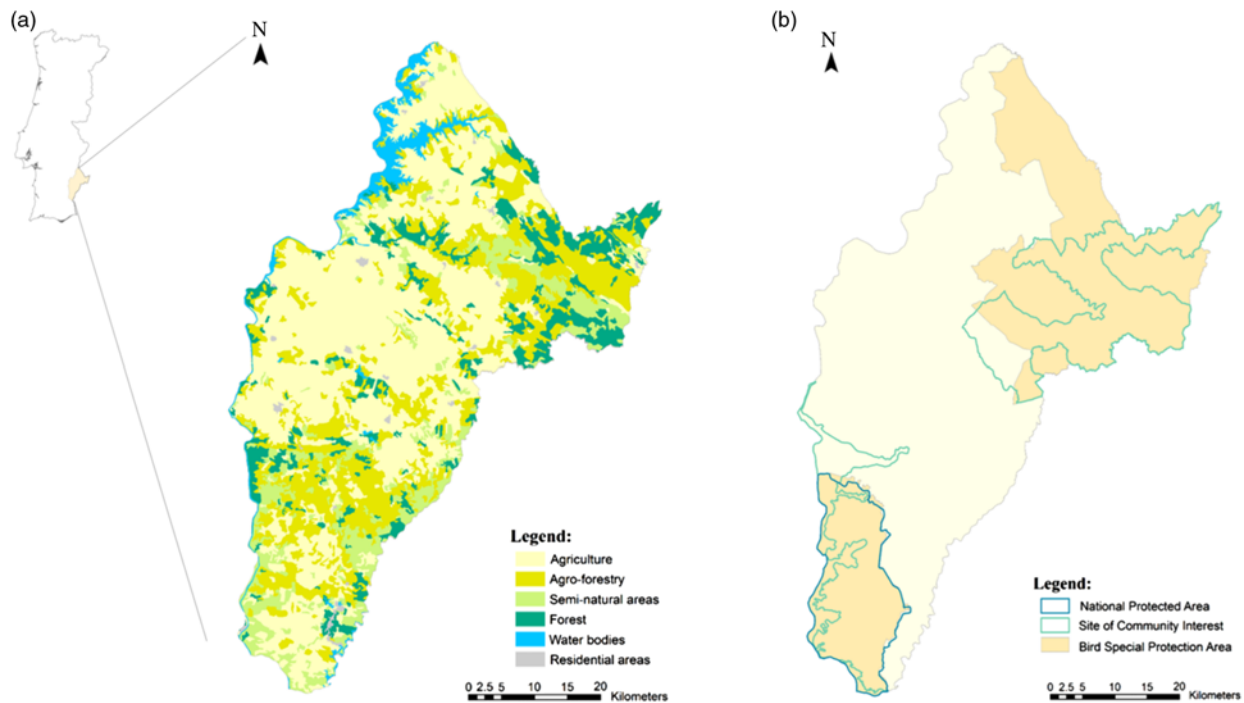 (a)
N
Legend:
Agriculture
Agro-forestry
Semi-natural areas
Forest
Water bodies
Residential areas
0 2.5 5 10 15 20
Kilometers
(b)
N
Legend:
National Protected Area
Site of Community Interest
Bird Special Protection Area
0 2.5 5 10 15 20
Kilometers